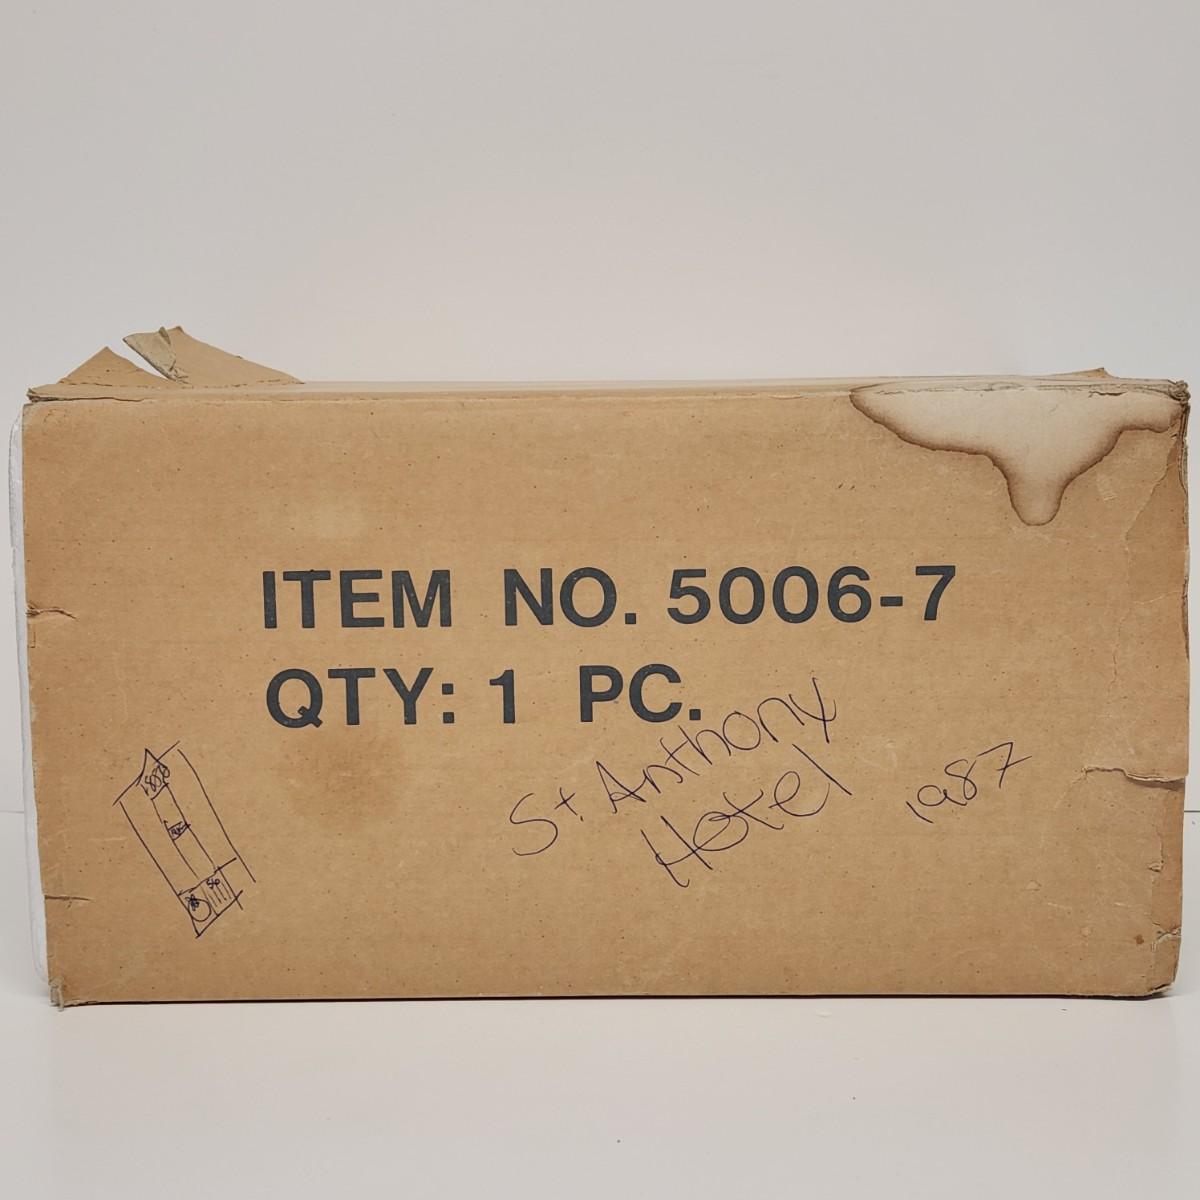 ITEM NO. 5006-7
QTY: 1 PC.
St Anthony
Hotel
1987